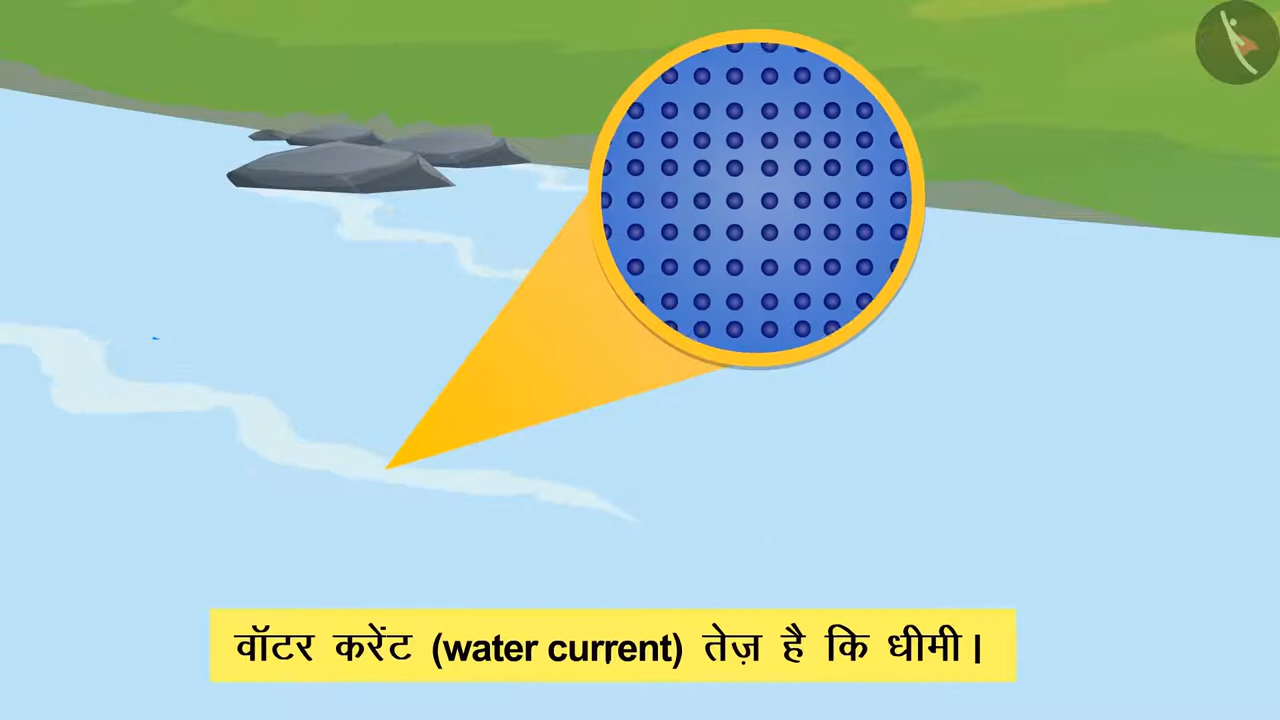 वॉटर करेंट (water current) तेज़ है कि धीमी।